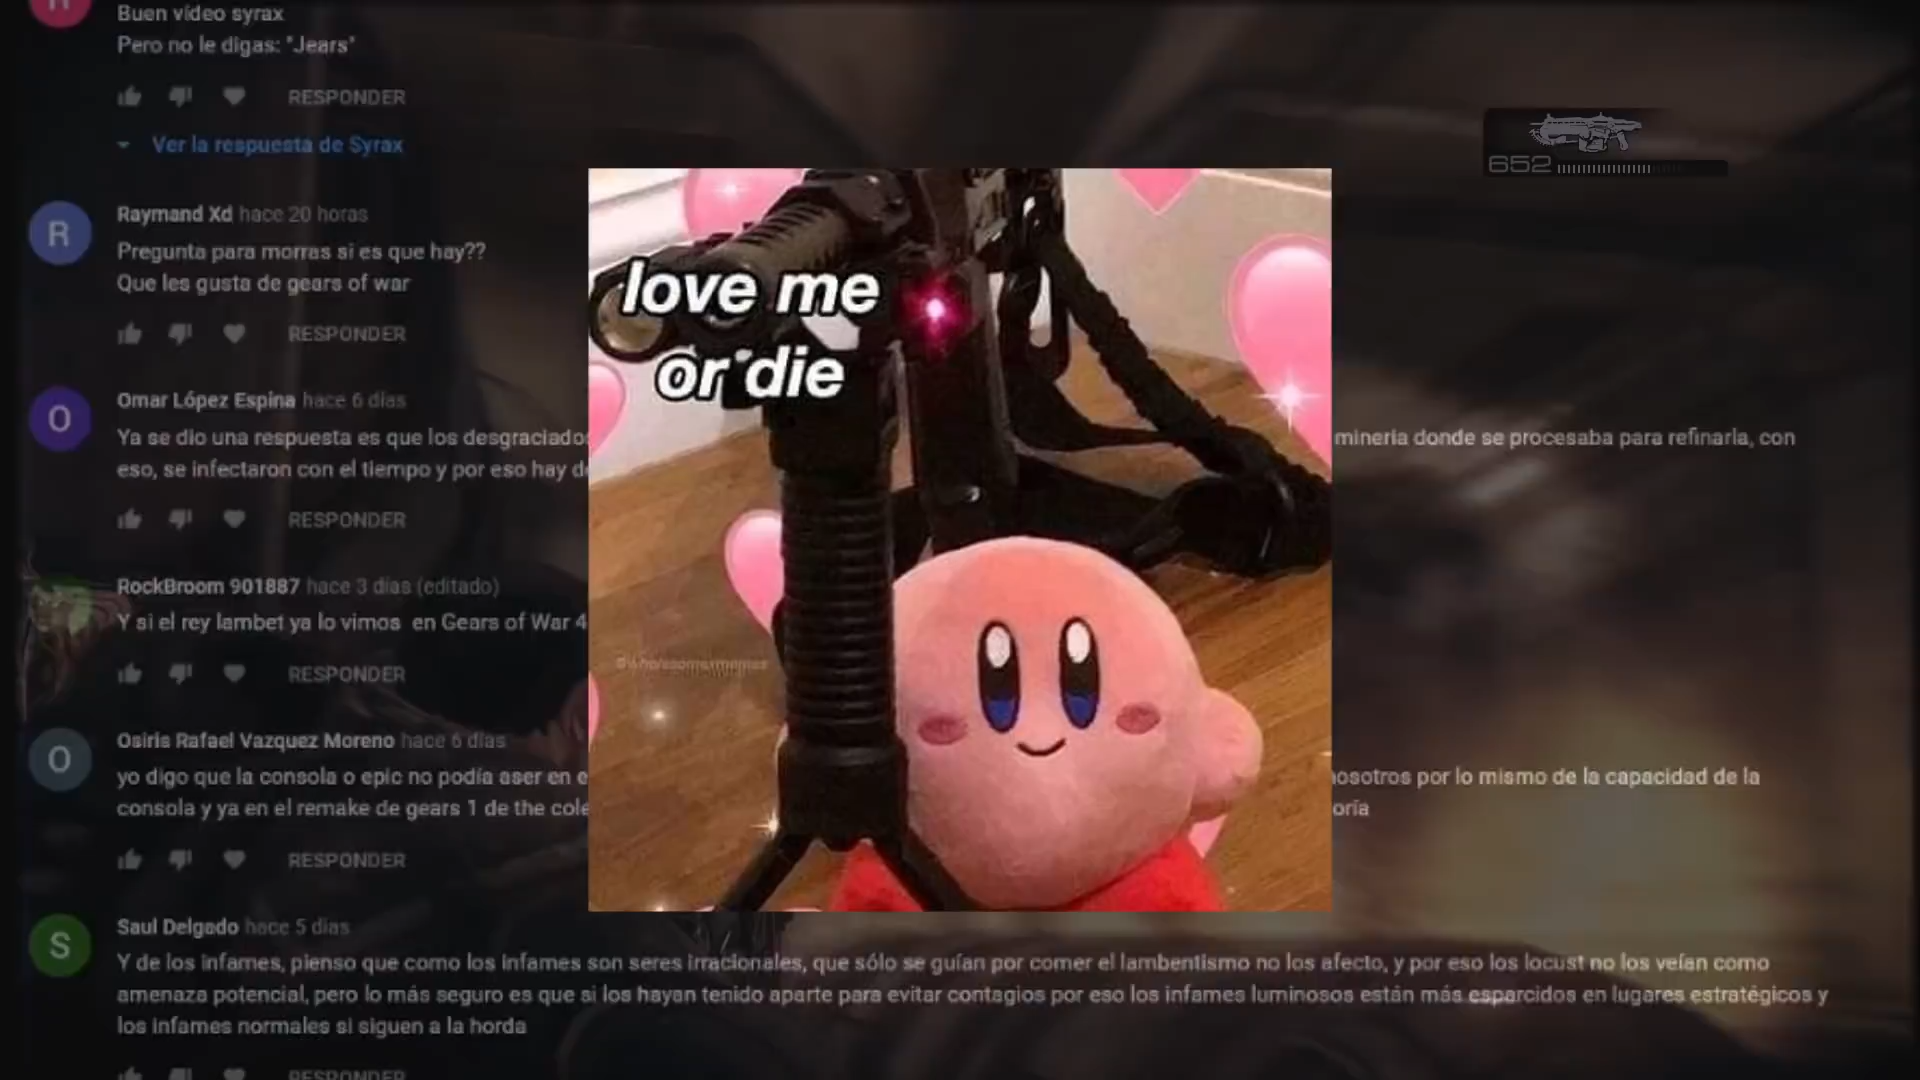 Buen vídeo syrax
Pero no le digas: "Jears"
RESPONDER
Ver la respuesta de Syrax
652
R
Raymand Xd hace 20 horas
Pregunta para morras si es que hay??
Que les gusta de gears of war
RESPONDER
love me
or die
O
Omar López Espina hace 6 días
Ya se dio una respuesta es que los desgraciado
minería donde se procesaba para refinarla, con
eso, se infectaron con el tiempo y por eso hay
RESPONDER
RockBroom 901887 hace 3 días (editado)
Y si el rey lambet ya lo vimos en Gears of War 4
RESPONDER
O
Osiris Rafael Vazquez Moreno hace 6 días
yo digo que la consola o epic no podía aser en
nosotros por lo mismo de la capacidad de la
consola y ya en el remake de gears 1 de the
oría
RESPONDER
S
Saul Delgado hace 5 días
Y de los infames, pienso que como los infames son seres irracionales, que sólo se guían por comer el lambentismo no los afecto, y por eso los locust no los veían como
amenaza potencial, pero lo más seguro es que si los hayan tenido aparte para evitar contagios por eso los infames luminosos están más esparcidos en lugares estratégicos y
los infames normales si siguen a la horda
RESPONDER